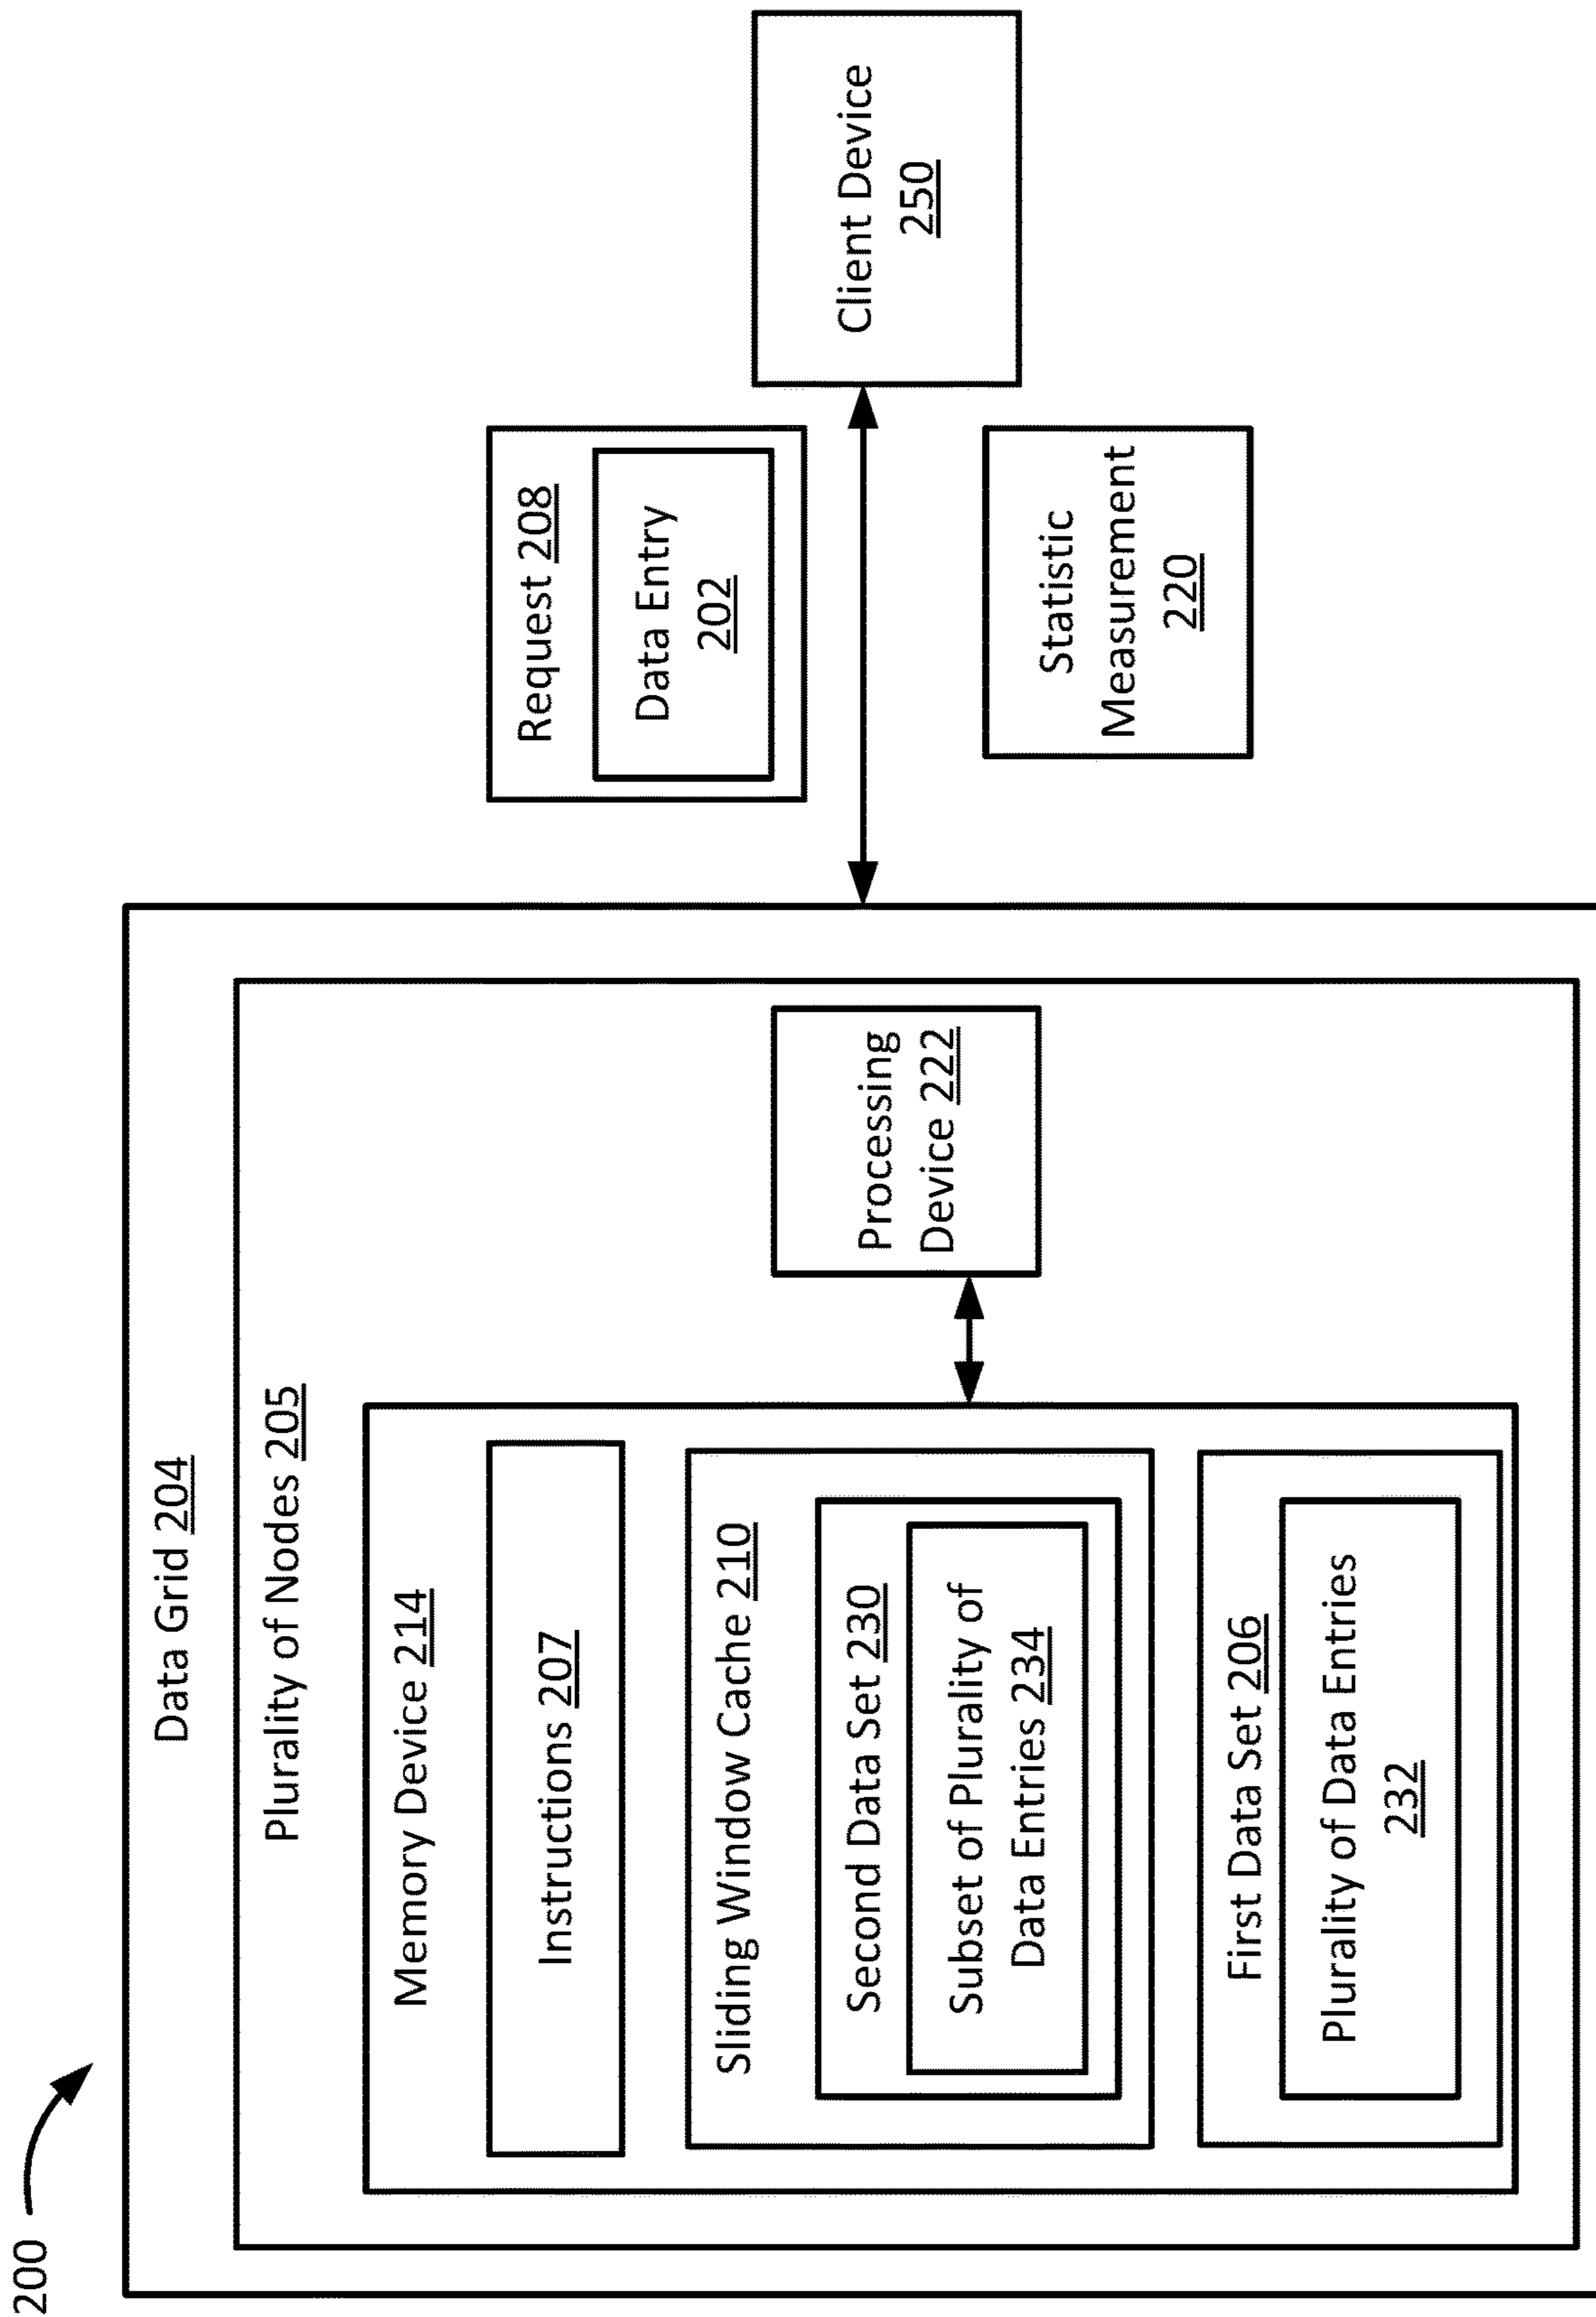 200
Data Grid 204
Plurality of Nodes 205
Memory Device 214
Instructions 207
Sliding Window Cache 210
Second Data Set 230
Subset of Plurality of
Data Entries 234
First Data Set 206
Plurality of Data Entries
232
Processing
Device 222
Request 208
Data Entry
202
Statistic
Measurement
220
Client Device
250